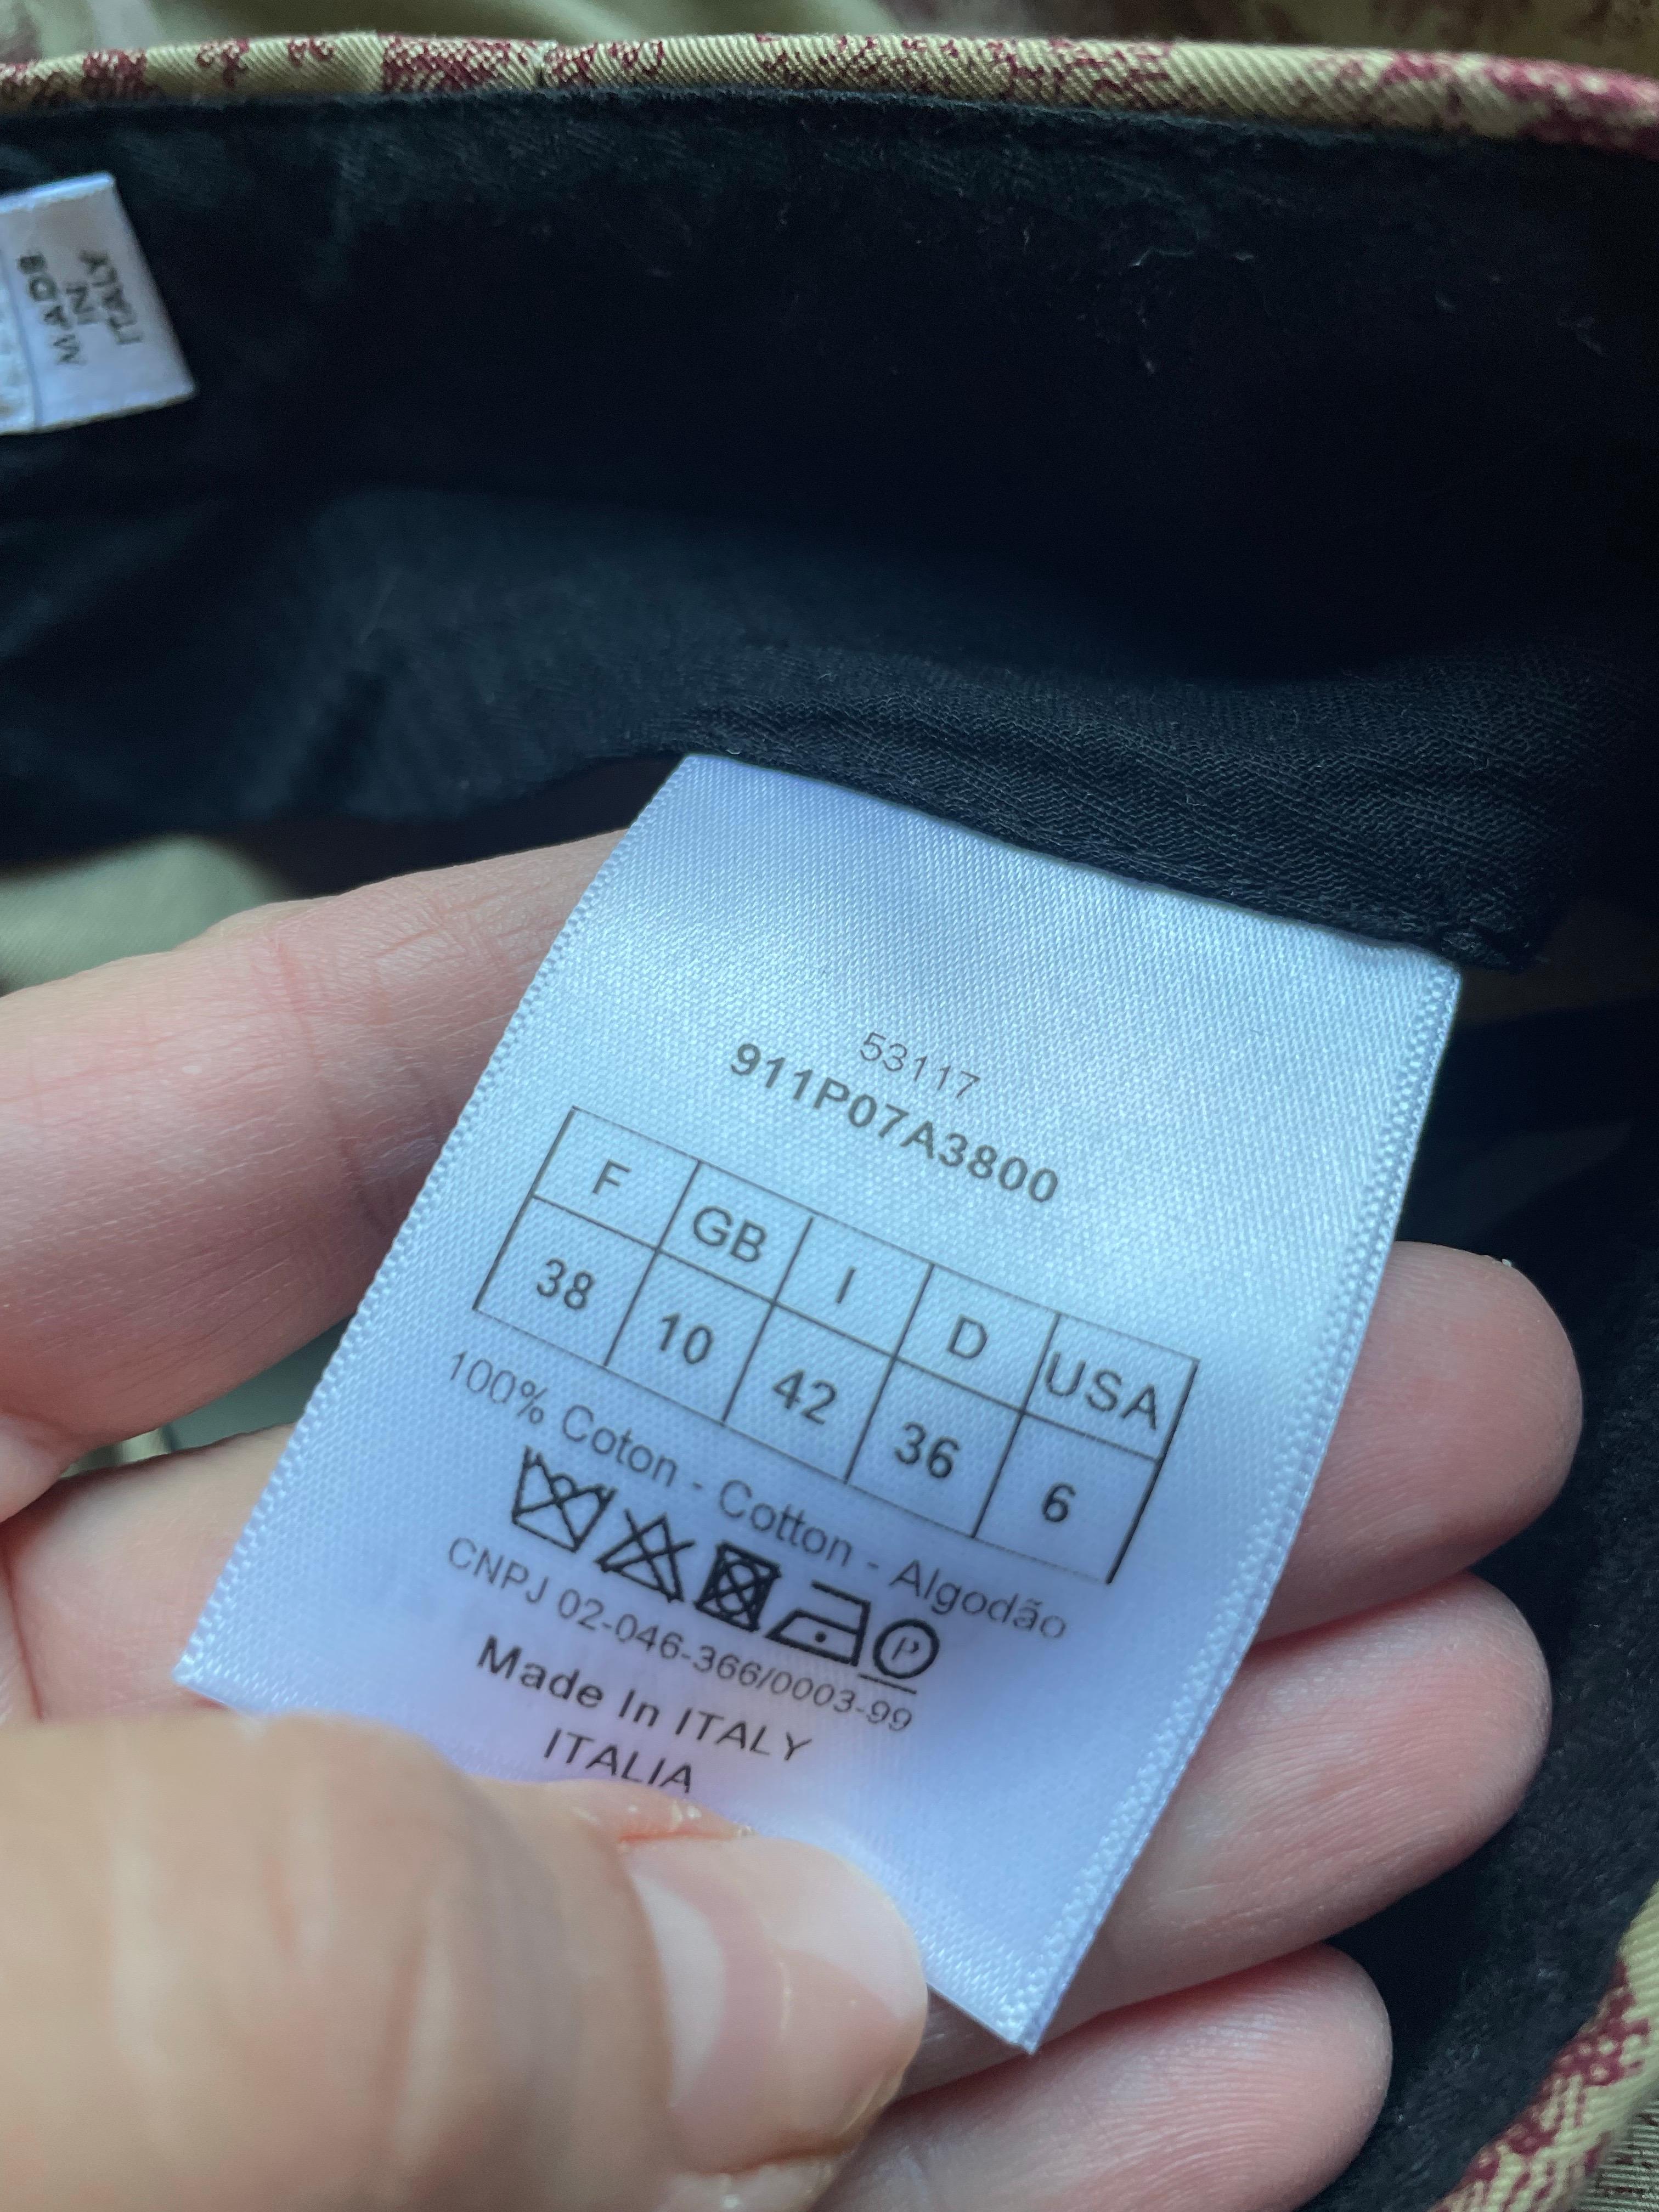 MADE
IN
ITALY
53117
911P07A3800
F GB I D USA
38 10 42 36 6
100% Coton - Cotton - Algodão
P
CNPJ 02-046-366/0003-99
Made In ITALY
ITALIA